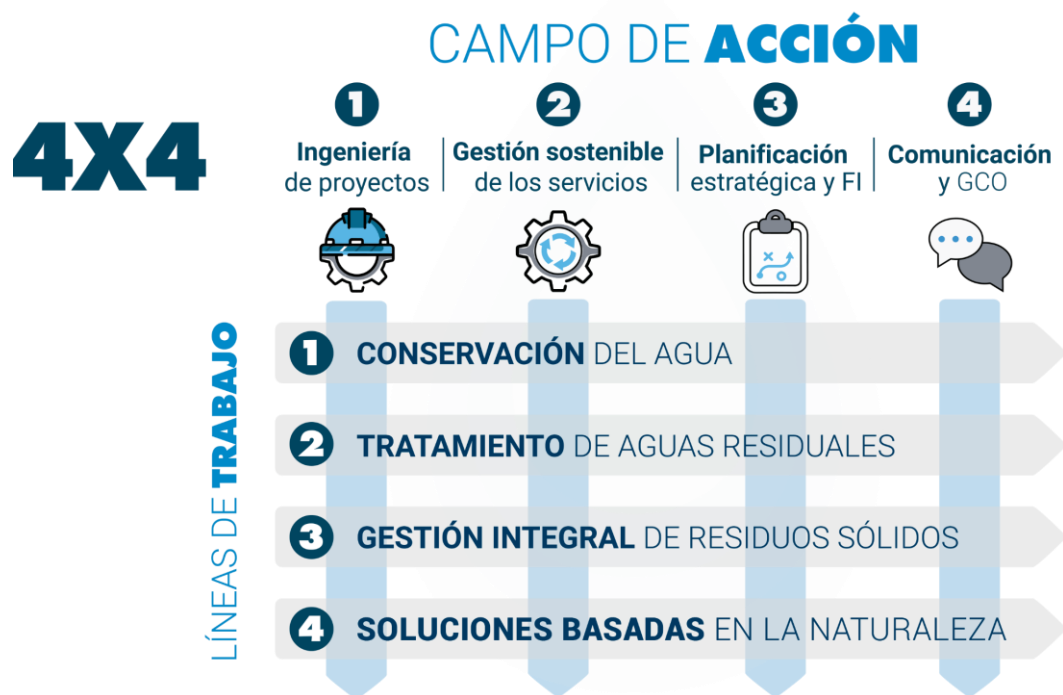 CAMPO DE ACCIÓN
4X4
1
Ingeniería
de proyectos
2
Gestión sostenible
de los servicios
3
Planificación
estratégica y FI
4
Comunicación
y GCO
LÍNEAS DE TRABAJO
1 CONSERVACIÓN DEL AGUA
2 TRATAMIENTO DE AGUAS RESIDUALES
3 GESTIÓN INTEGRAL DE RESIDUOS SÓLIDOS
4 SOLUCIONES BASADAS EN LA NATURALEZA